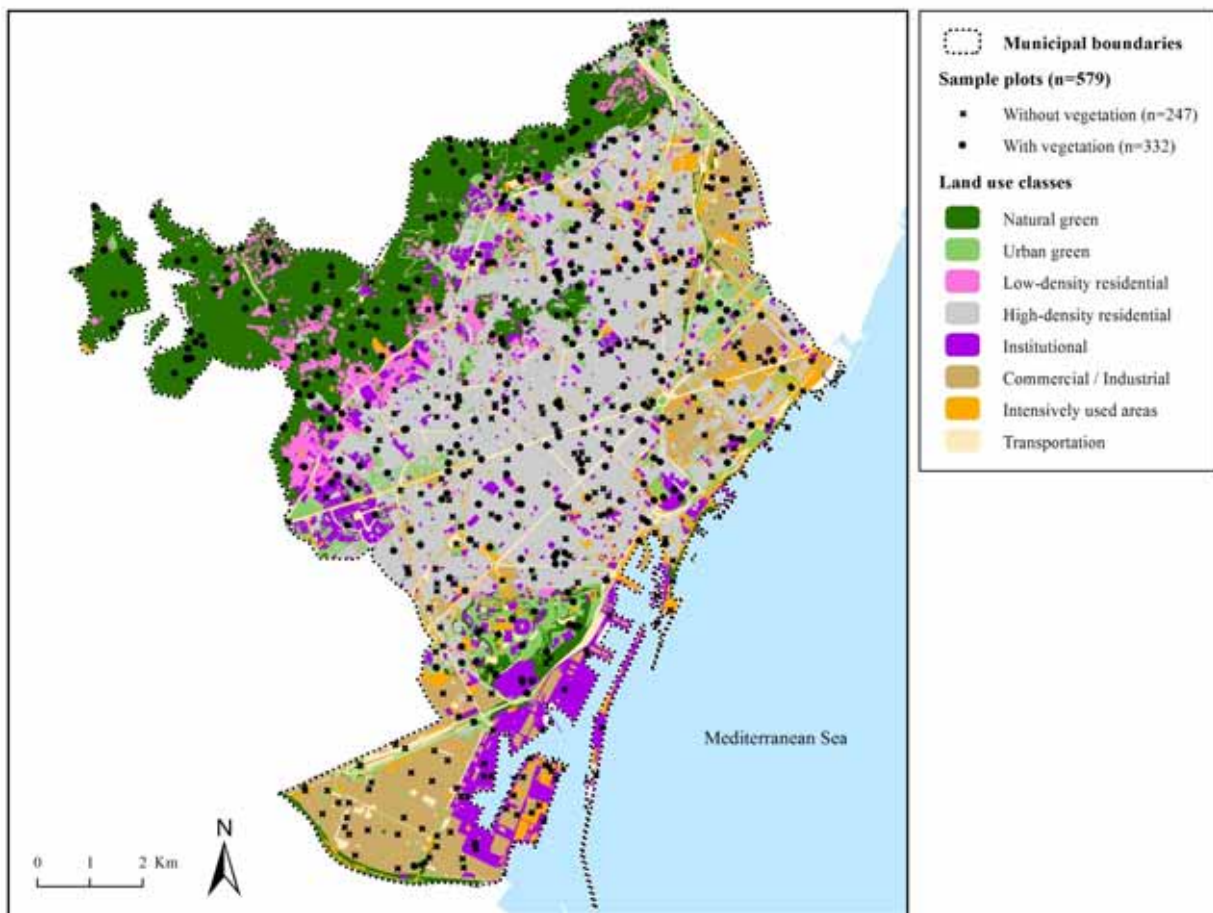 Municipal boundaries
Sample plots (n=579)
Without vegetation (n=247)
With vegetation (n=332)
Land use classes
Natural green
Urban green
Low-density residential
High-density residential
Institutional
Commercial / Industrial
Intensively used areas
Transportation
Mediterranean Sea
N
0 1 2 Km